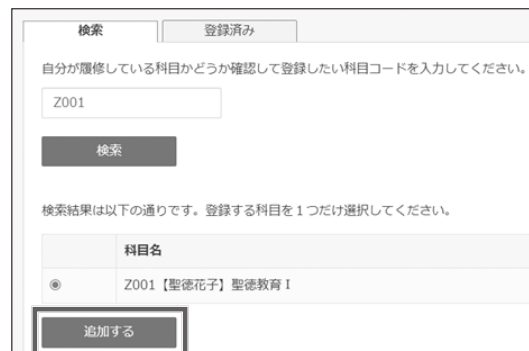 検索 登録済み
自分が履修している科目かどうか確認して登録したい科目コードを入力してください。
Z001
検索
検索結果は以下の通りです。登録する科目を1つだけ選択してください。
科目名
Z001【聖徳花子】聖徳教育Ⅰ
追加する